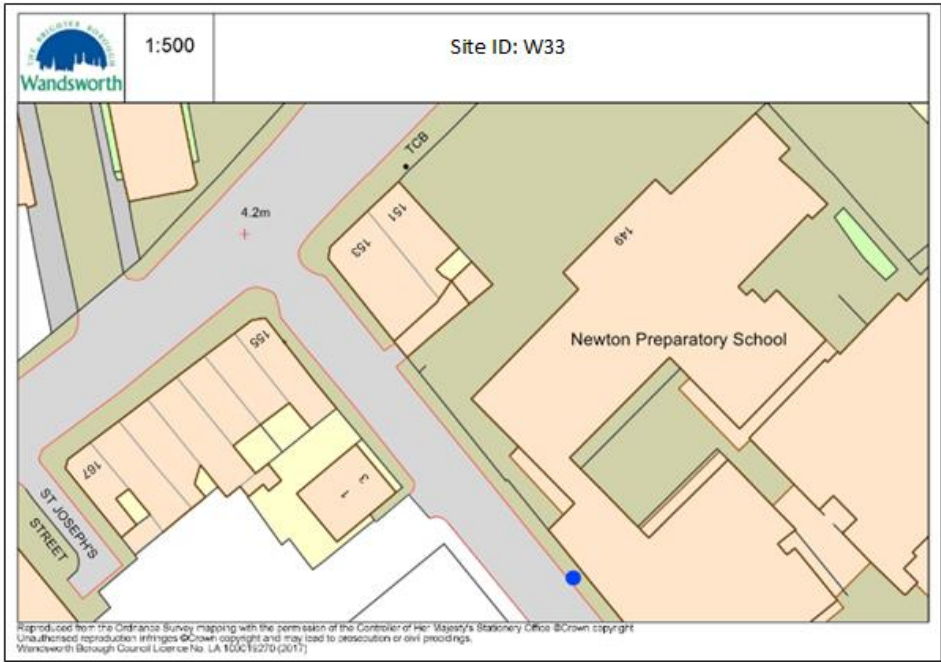 THE BRIGHTER BOROUGH
Wandsworth
1:500
Site ID: W33
TCB
4.2m
151
153
149
Newton Preparatory School
155
167
3
1
ST JOSEPH'S
STREET
Reproduced from the Ordnance Survey mapping with the permission of the Controller of Her Majesty's Stationery Office ©Crown copyright
Unauthorised reproduction infringes ©Crown copyright and may lead to prosecution or civil procedings.
Wandsworth Borough Council Licence No. LA 100019270 (2017)